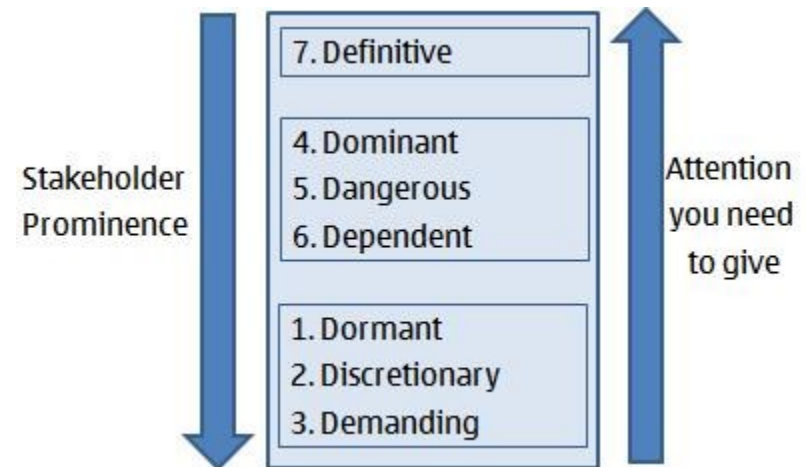 Stakeholder
Prominence
7. Definitive
4. Dominant
5. Dangerous
6. Dependent
1. Dormant
2. Discretionary
3. Demanding
Attention
you need
to give